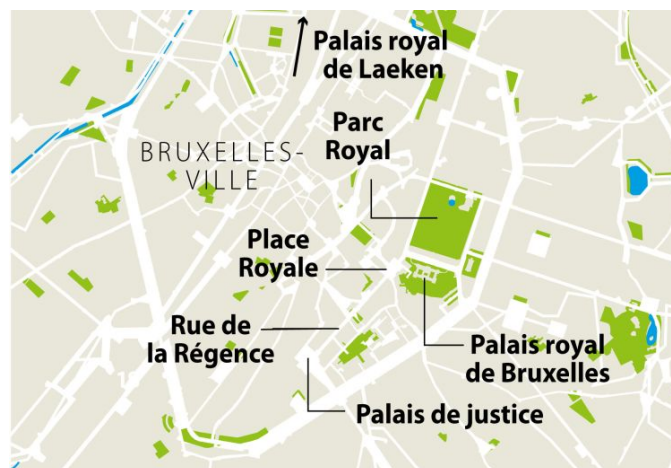 Palais royal
de Laeken
Parc
Royal
BRUXELLES-
VILLE
Place
Royale
Rue de
la Régence
Palais royal
de Bruxelles
Palais de justice